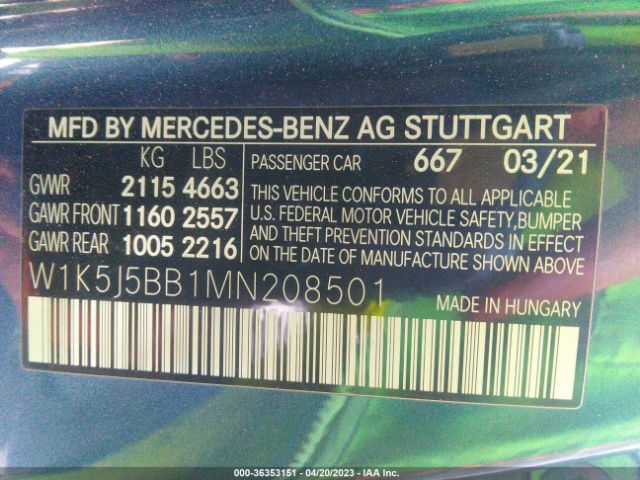 MFD BY MERCEDES-BENZ AG STUTTGART
KG LBS
GVWR 2115 4663
GAWR FRONT 1160 2557
GAWR REAR 1005 2216
PASSENGER CAR 667 03/21
THIS VEHICLE CONFORMS TO ALL APPLICABLE
U.S. FEDERAL MOTOR VEHICLE SAFETY, BUMPER
AND THEFT PREVENTION STANDARDS IN EFFECT
ON THE DATE OF MANUFACTURE SHOWN ABOVE.
W1K5J5BB1MN208501
MADE IN HUNGARY
000-36353151 - 04/20/2023 - IAA Inc.